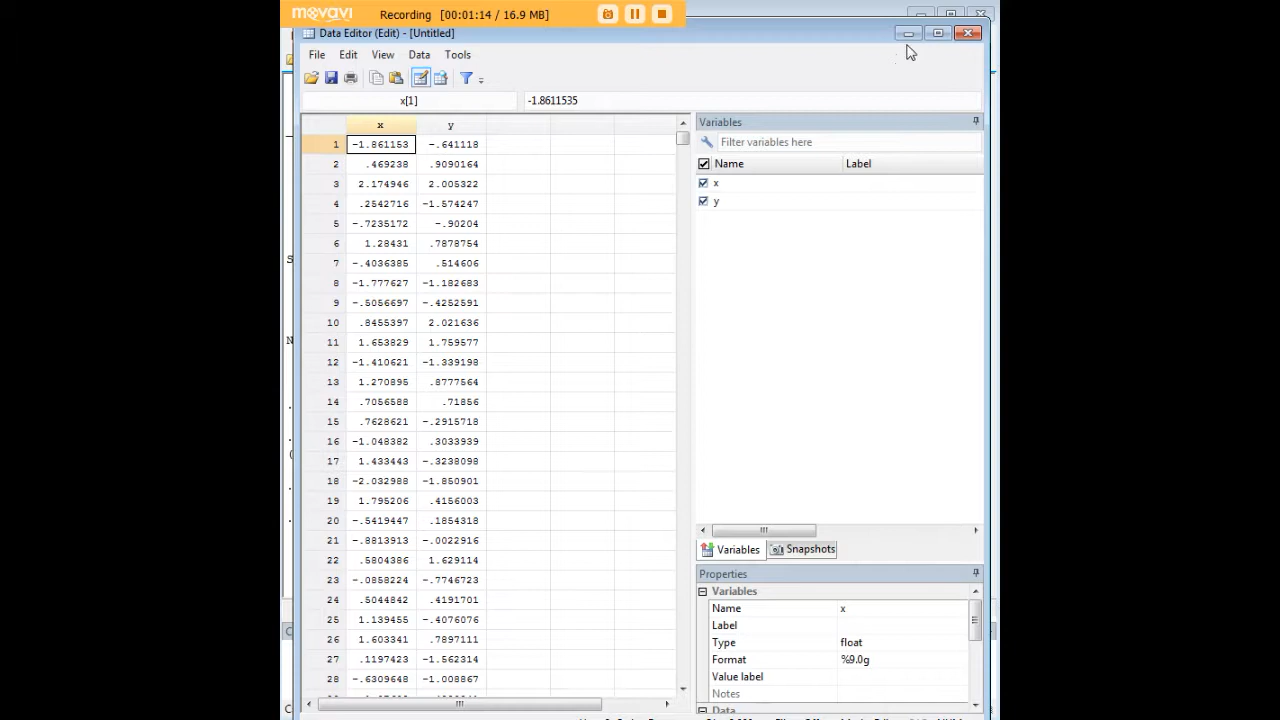 movavi Recording [00:01:14 / 16.9 MB]
Data Editor (Edit) - [Untitled]
File Edit View Data Tools
x[1] -1.8611535
x y
1 -1.861153 -.641118
2 .469238 .9090164
3 2.174946 2.005322
4 .2542716 -1.574247
5 -.7235172 -.90204
6 1.28431 .7878754
7 -.4036385 .514606
8 -1.777627 -1.182683
9 -.5056697 -.4252591
10 .8455397 2.021636
11 1.653829 1.759577
12 -1.410621 -1.339198
13 1.270895 .8777564
14 .7056588 .71856
15 .7628621 -.2915718
16 -1.048382 .3033939
17 1.433443 -.3238098
18 -2.032988 -1.850901
19 1.795206 .4156003
20 -.5419447 .1854318
21 -.8813913 -.0022916
22 .5804386 1.629114
23 -.0858224 -.7746723
24 .5044842 .4191701
25 1.139455 -.4076076
26 1.603341 .7897111
27 .1197423 -1.562314
28 -.6309648 -1.008867
Variables
Filter variables here
Name Label
x
y
Variables Snapshots
Properties
Variables
Name x
Label
Type float
Format %9.0g
Value label
Notes
Data